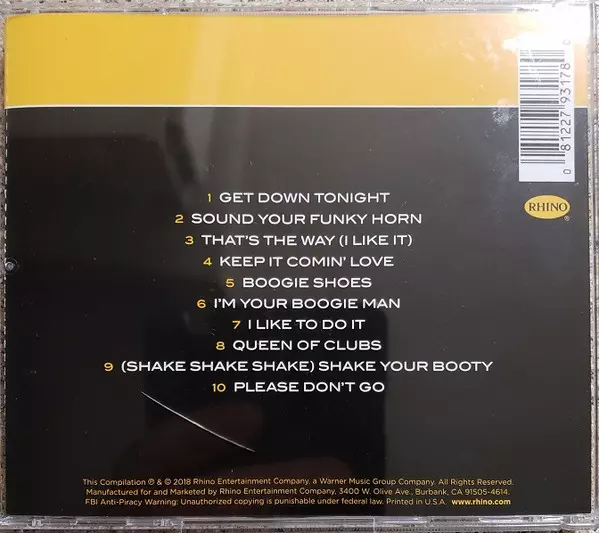 0 81227 93178 0
RHINO
®
1 GET DOWN TONIGHT
2 SOUND YOUR FUNKY HORN
3 THAT'S THE WAY (I LIKE IT)
4 KEEP IT COMIN' LOVE
5 BOOGIE SHOES
6 I'M YOUR BOOGIE MAN
7 I LIKE TO DO IT
8 QUEEN OF CLUBS
9 (SHAKE SHAKE SHAKE) SHAKE YOUR BOOTY
10 PLEASE DON'T GO
This Compilation ℗ & © 2018 Rhino Entertainment Company, a Warner Music Group Company. All Rights Reserved.
Manufactured for and Marketed by Rhino Entertainment Company, 3400 W. Olive Ave., Burbank, CA 91505-4614.
FBI Anti-Piracy Warning: Unauthorized copying is punishable under federal law. Printed in U.S.A. www.rhino.com